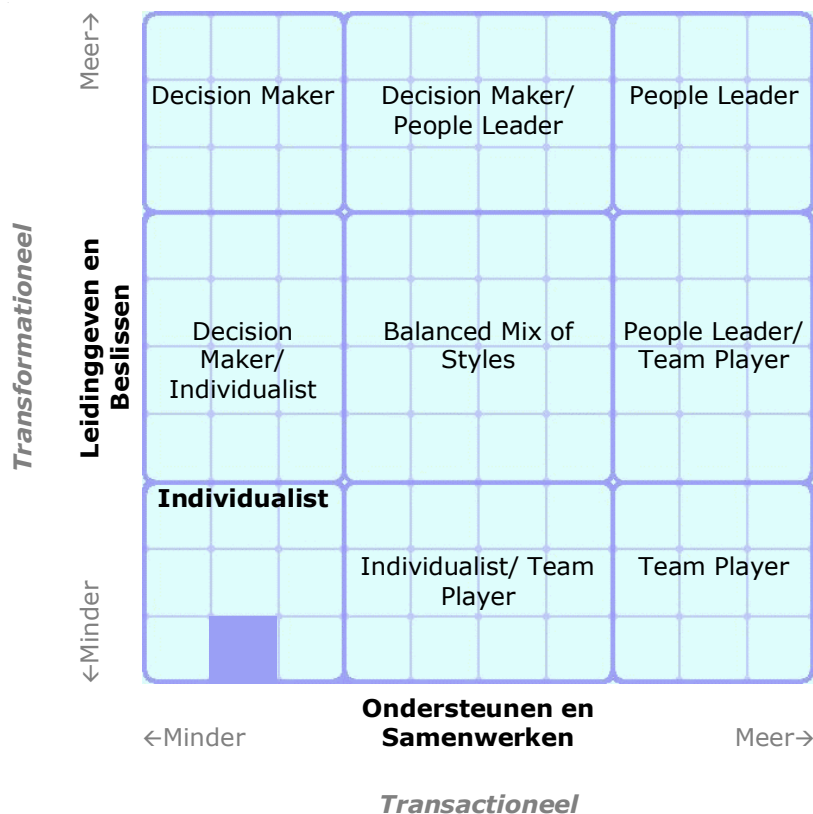 Meer→
Decision Maker
Decision Maker/
People Leader
People Leader
Transformationeel
Leidinggeven en
Beslissen
Decision
Maker/
Individualist
Balanced Mix of
Styles
People Leader/
Team Player
Individualist
Individualist/ Team
Player
Team Player
←Minder
←Minder
Ondersteunen en
Samenwerken
Meer→
Transactioneel